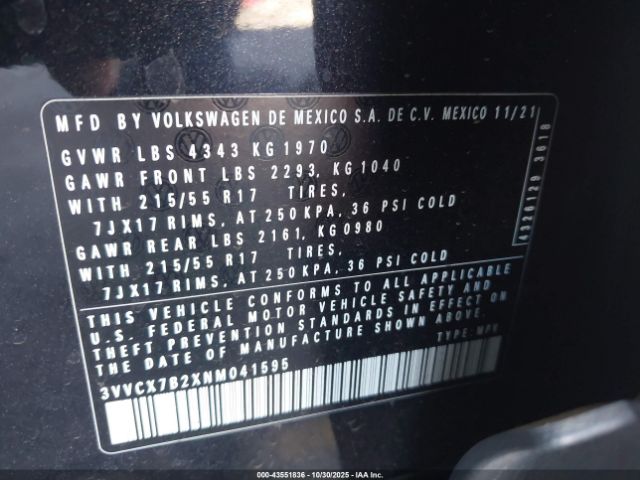 MFD BY VOLKSWAGEN DE MEXICO S.A. DE C.V. MEXICO 11/21
GVWR LBS 4343 KG 1970
GAWR FRONT LBS 2293, KG 1040
WITH 215/55 R17 TIRES,
7JX17 RIMS, AT 250 KPA, 36 PSI COLD
GAWR REAR LBS 2161, KG 0980
WITH 215/55 R17 TIRES,
7JX17 RIMS, AT 250 KPA, 36 PSI COLD
THIS VEHICLE CONFORMS TO ALL APPLICABLE
U.S. FEDERAL MOTOR VEHICLE SAFETY AND
THEFT PREVENTION STANDARDS IN EFFECT ON
THE DATE OF MANUFACTURE SHOWN ABOVE.
3VVCX7B2XNM041595
TYPE: MPV
4326129 3618
000-43551836 - 10/30/2025 - IAAI.COM